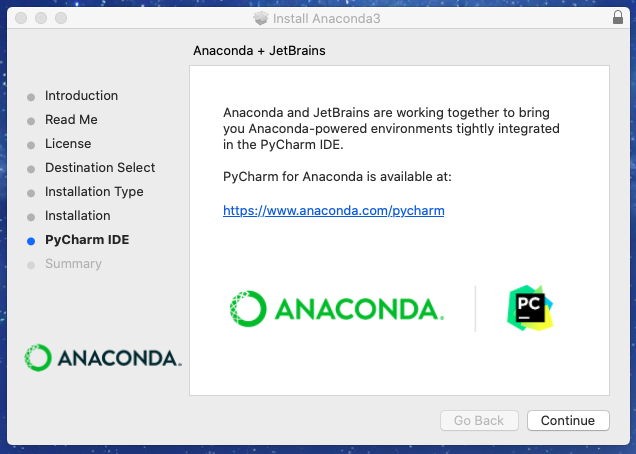 Install Anaconda3
Anaconda + JetBrains
Introduction
Read Me
License
Destination Select
Installation Type
Installation
PyCharm IDE
Summary
Anaconda and JetBrains are working together to bring
you Anaconda-powered environments tightly integrated
in the PyCharm IDE.
PyCharm for Anaconda is available at:
https://www.anaconda.com/pycharm
ANACONDA.
PC
ANACONDA.
Go Back
Continue